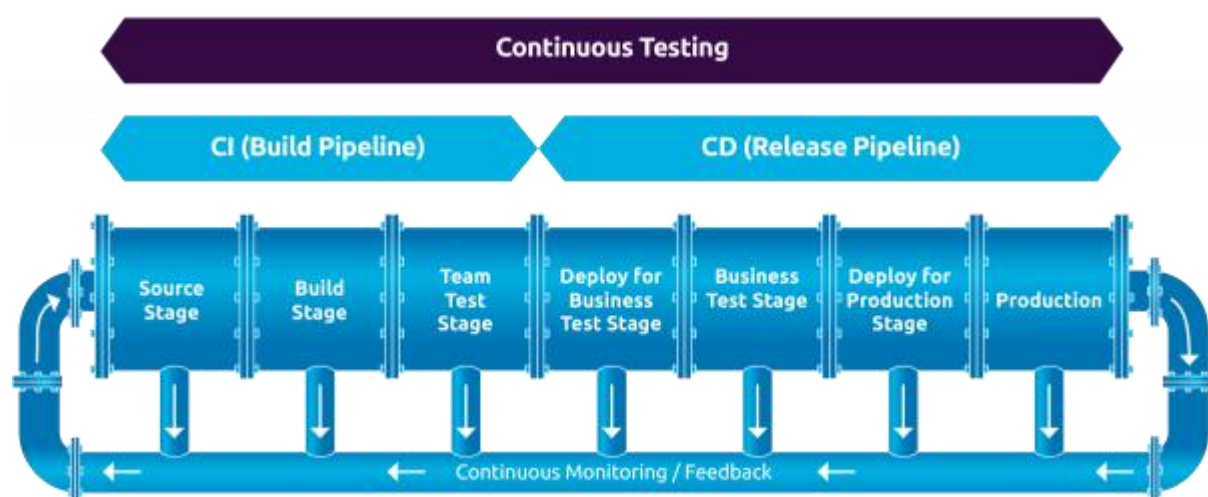 Continuous Testing
CI (Build Pipeline)
CD (Release Pipeline)
Source
Stage
Build
Stage
Team
Test
Stage
Deploy for
Business
Test Stage
Business
Test Stage
Deploy for
Production
Stage
Production
Continuous Monitoring / Feedback